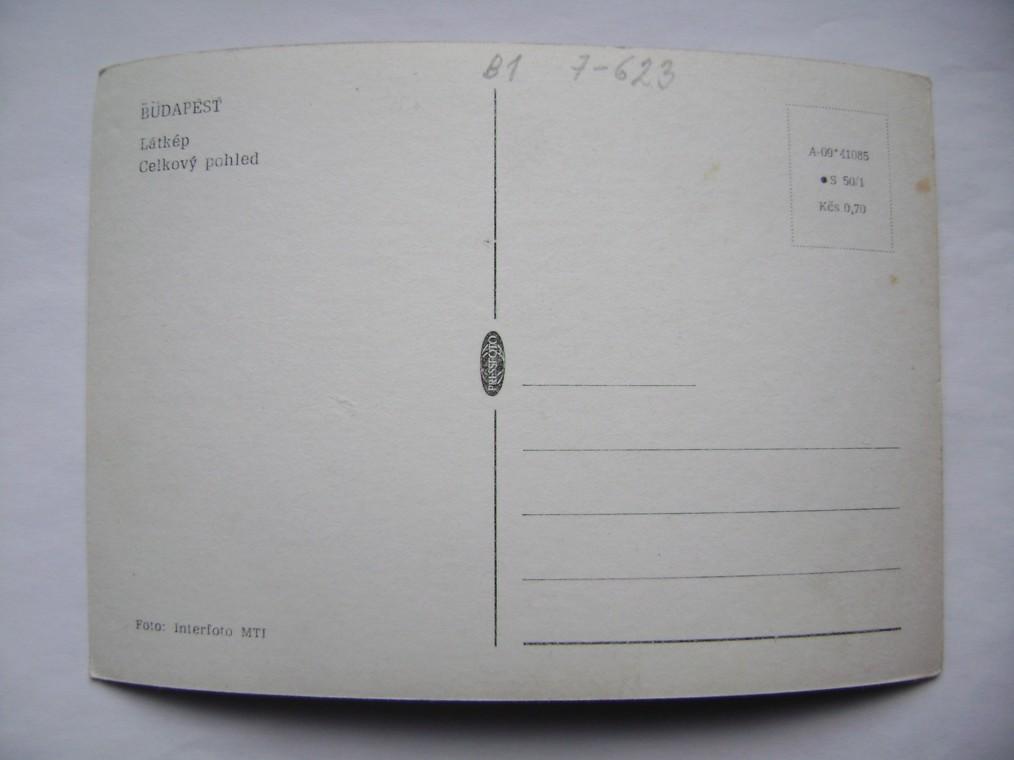 B1 7-623
BUDAPEST
Látkép
Celkový pohled
A-09*41085
●S 50/1
Kčs 0,70
PRESSFOTO
Foto: Interfoto MTI